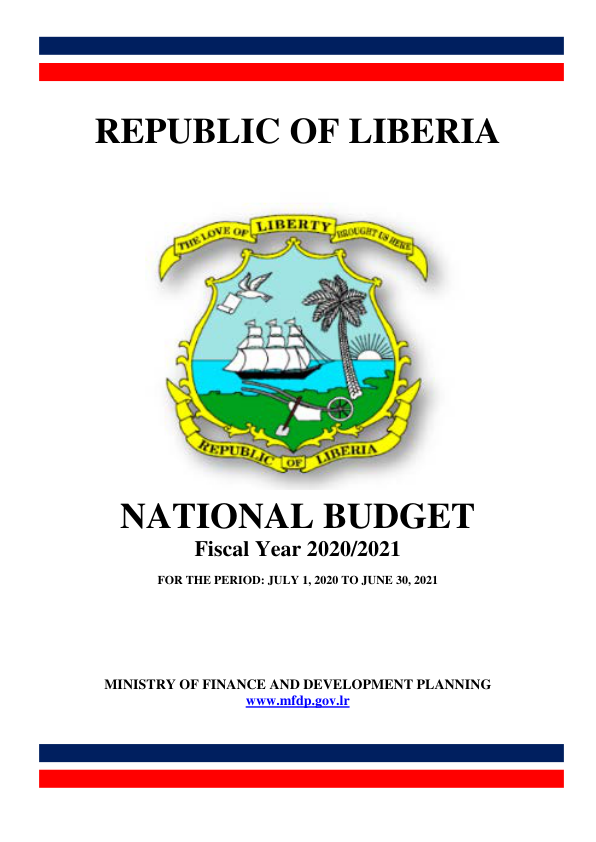 REPUBLIC OF LIBERIA
THE LOVE OF LIBERTY BROUGHT US HERE
REPUBLIC OF LIBERIA
NATIONAL BUDGET
Fiscal Year 2020/2021
FOR THE PERIOD: JULY 1, 2020 TO JUNE 30, 2021
MINISTRY OF FINANCE AND DEVELOPMENT PLANNING
www.mfdp.gov.lr